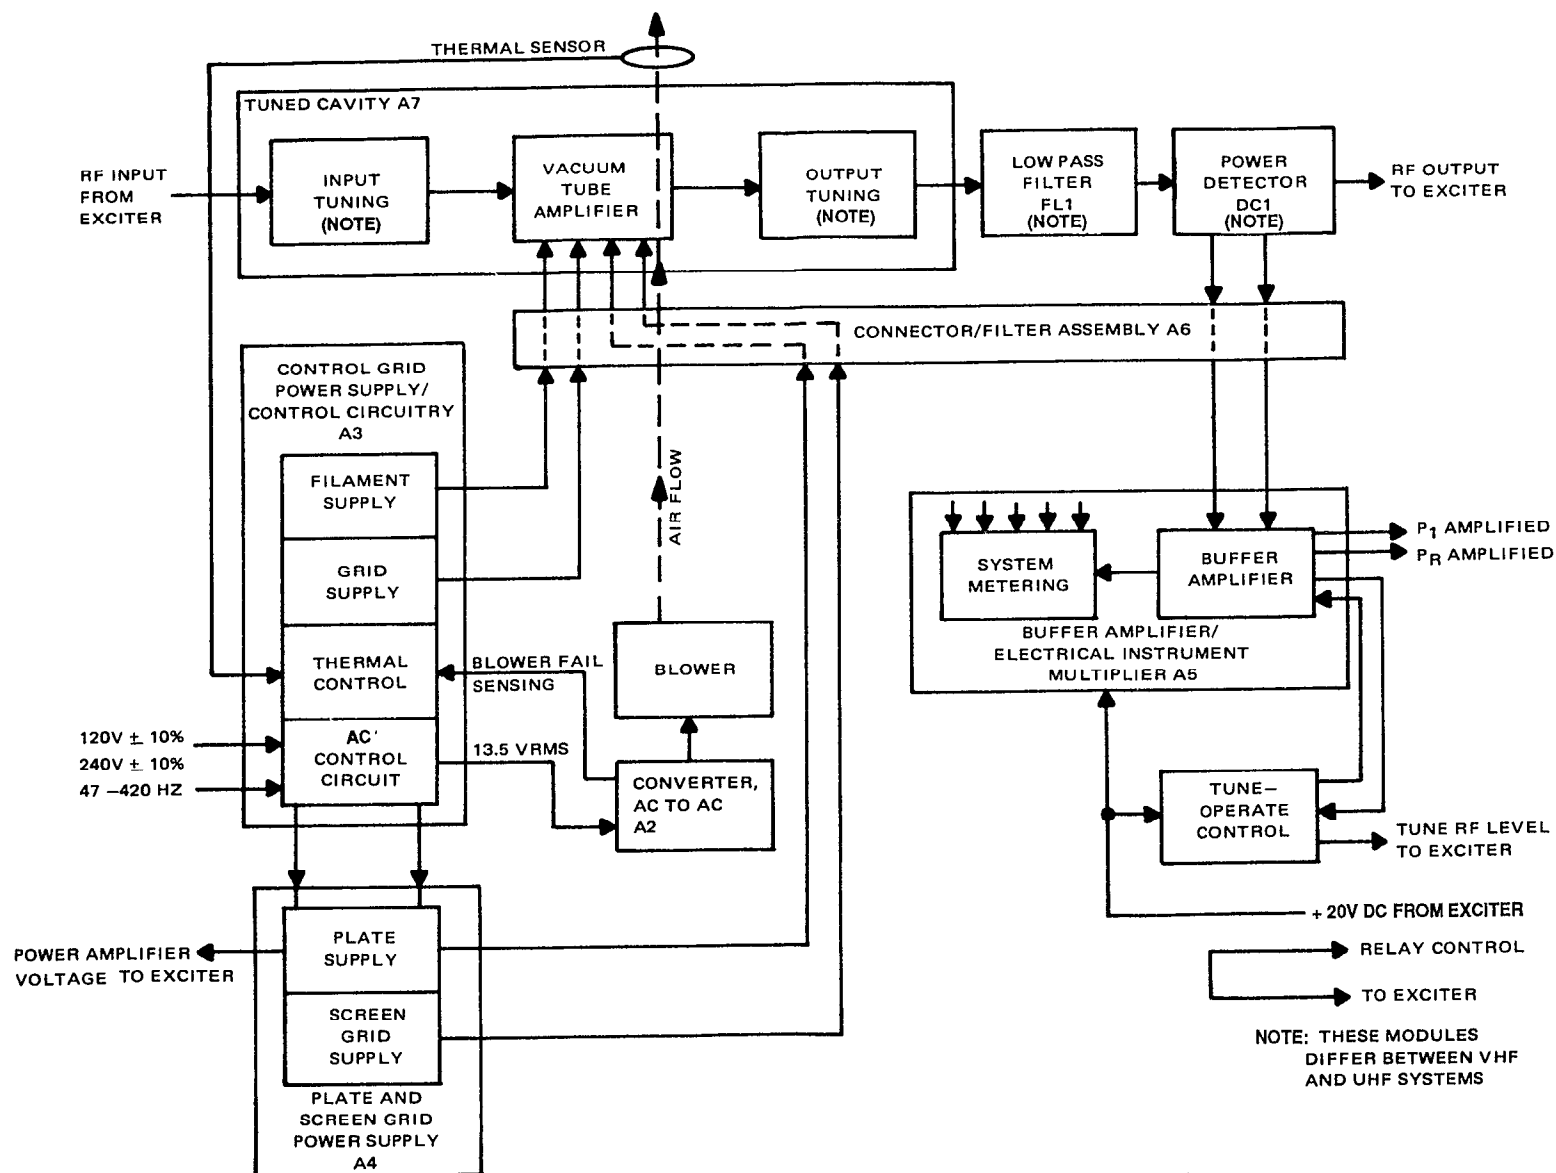 THERMAL SENSOR
TUNED CAVITY A7
RF INPUT
FROM
EXCITER
INPUT
TUNING
(NOTE)
VACUUM
TUBE
AMPLIFIER
OUTPUT
TUNING
(NOTE)
LOW PASS
FILTER
FL1
(NOTE)
POWER
DETECTOR
DC1
(NOTE)
RF OUTPUT
TO EXCITER
CONNECTOR/FILTER ASSEMBLY A6
CONTROL GRID
POWER SUPPLY/
CONTROL CIRCUITRY
A3
FILAMENT
SUPPLY
GRID
SUPPLY
THERMAL
CONTROL
AC'
CONTROL
CIRCUIT
120V ± 10%
240V ± 10%
47 –420 HZ
AIR FLOW
BLOWER FAIL
SENSING
13.5 VRMS
BLOWER
CONVERTER,
AC TO AC
A2
SYSTEM
METERING
BUFFER
AMPLIFIER
P1 AMPLIFIED
PR AMPLIFIED
BUFFER AMPLIFIER/
ELECTRICAL INSTRUMENT
MULTIPLIER A5
TUNE–
OPERATE
CONTROL
TUNE RF LEVEL
TO EXCITER
+ 20V DC FROM EXCITER
RELAY CONTROL
TO EXCITER
POWER AMPLIFIER
VOLTAGE TO EXCITER
PLATE
SUPPLY
SCREEN
GRID
SUPPLY
PLATE AND
SCREEN GRID
POWER SUPPLY
A4
NOTE: THESE MODULES
DIFFER BETWEEN VHF
AND UHF SYSTEMS